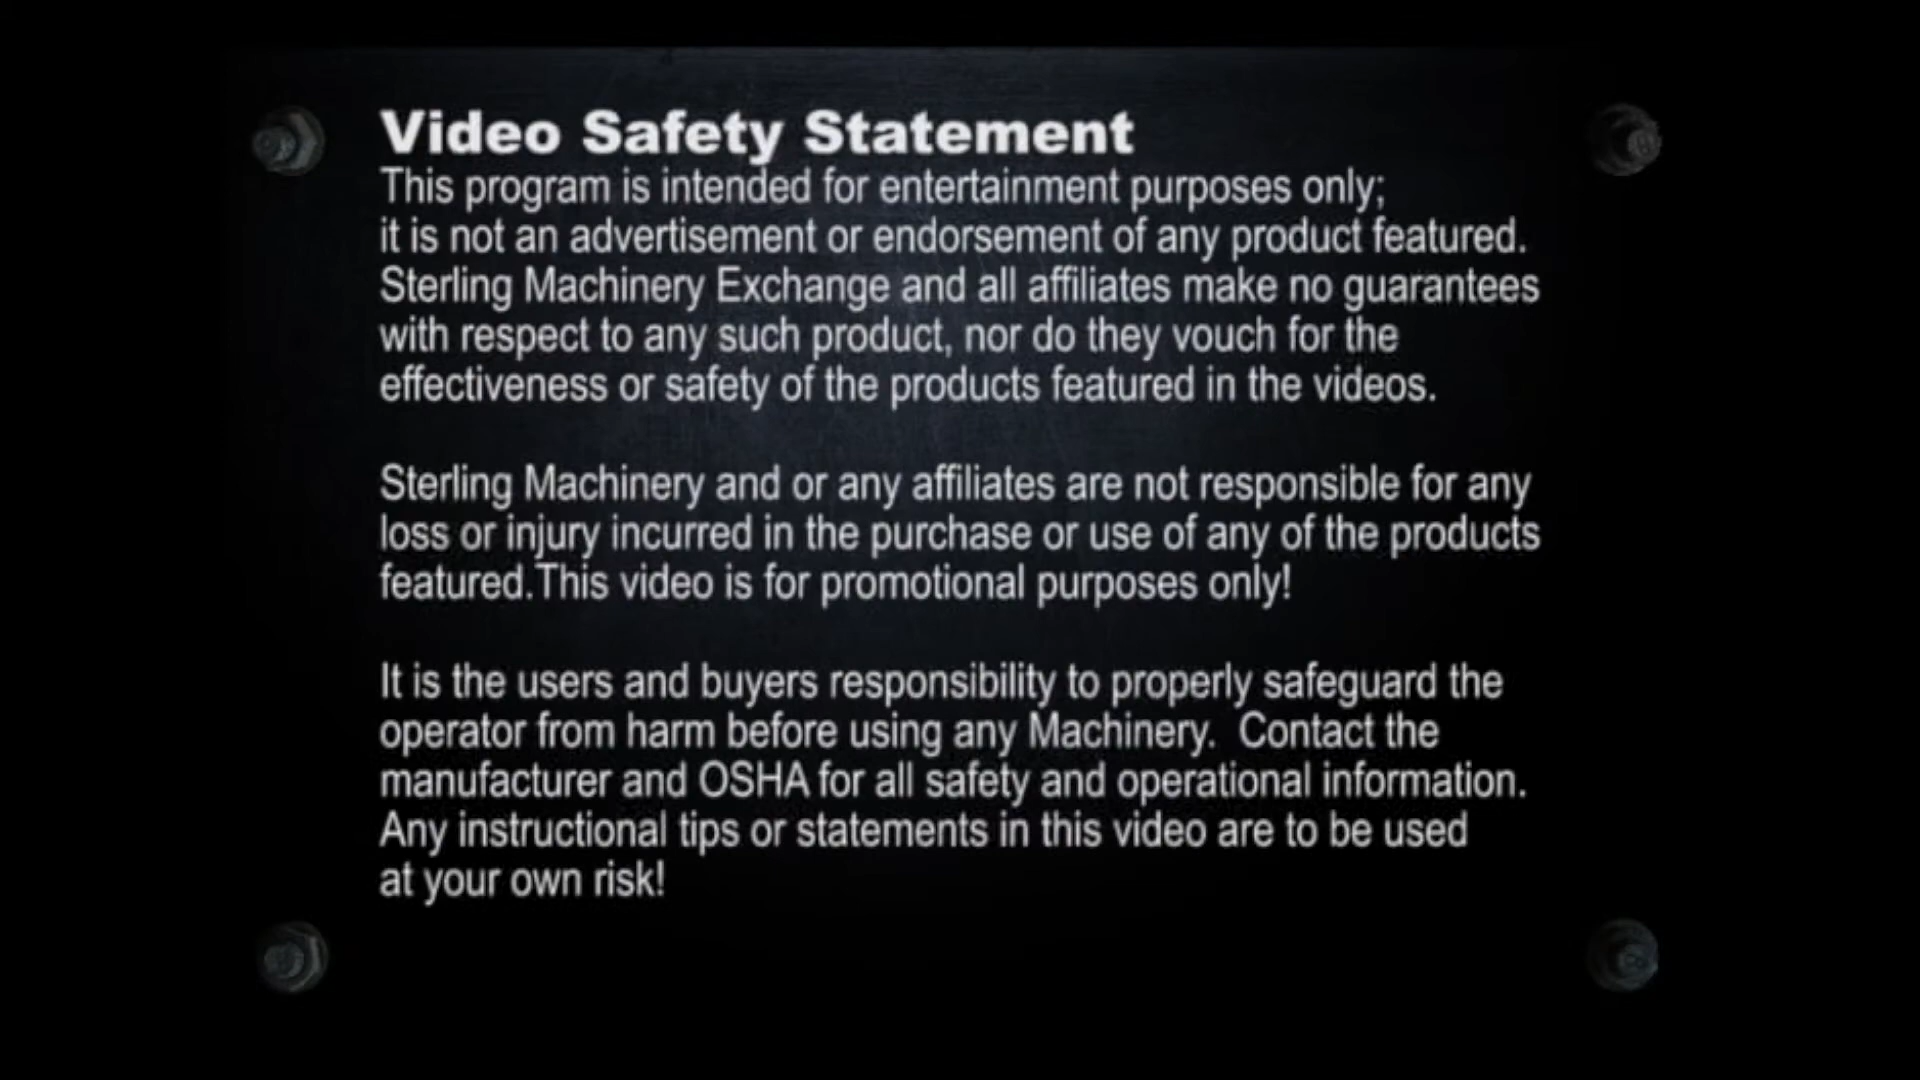 Video Safety Statement
This program is intended for entertainment purposes only;
it is not an advertisement or endorsement of any product featured.
Sterling Machinery Exchange and all affiliates make no guarantees
with respect to any such product, nor do they vouch for the
effectiveness or safety of the products featured in the videos.
Sterling Machinery and or any affiliates are not responsible for any
loss or injury incurred in the purchase or use of any of the products
featured.This video is for promotional purposes only!
It is the users and buyers responsibility to properly safeguard the
operator from harm before using any Machinery.  Contact the
manufacturer and OSHA for all safety and operational information.
Any instructional tips or statements in this video are to be used
at your own risk!